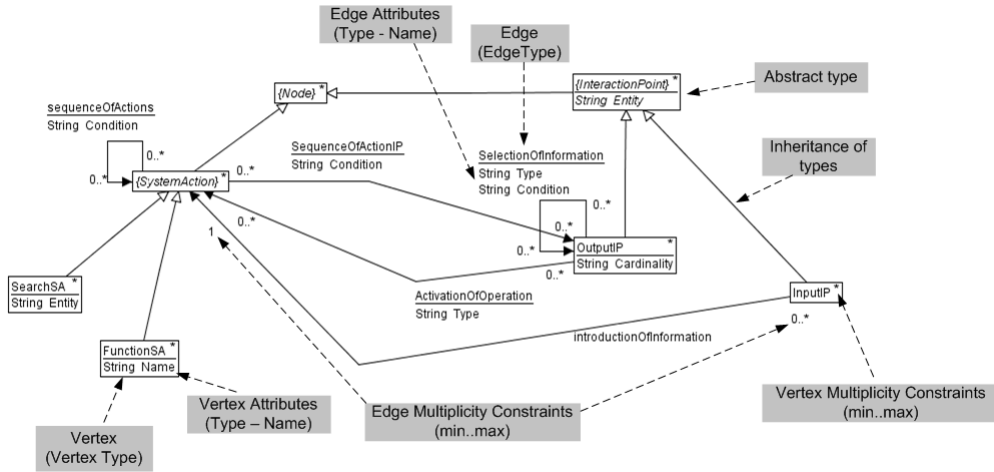 Edge Attributes
(Type - Name)
Edge
(EdgeType)
Abstract type
{Node} *
{InteractionPoint} *
String Entity
sequenceOfActions
String Condition
0..*
0..*
{SystemAction} *
0..*
SequenceOfActionIP
String Condition
SelectionOfInformation
String Type
String Condition
Inheritance of
types
0..*
0..*
0..*
0..*
1
OutputIP *
String Cardinality
0..*
SearchSA *
String Entity
ActivationOfOperation
String Type
InputIP *
0..*
introductionOfInformation
FunctionSA *
String Name
Vertex Attributes
(Type – Name)
Edge Multiplicity Constraints
(min..max)
Vertex Multiplicity Constraints
(min..max)
Vertex
(Vertex Type)